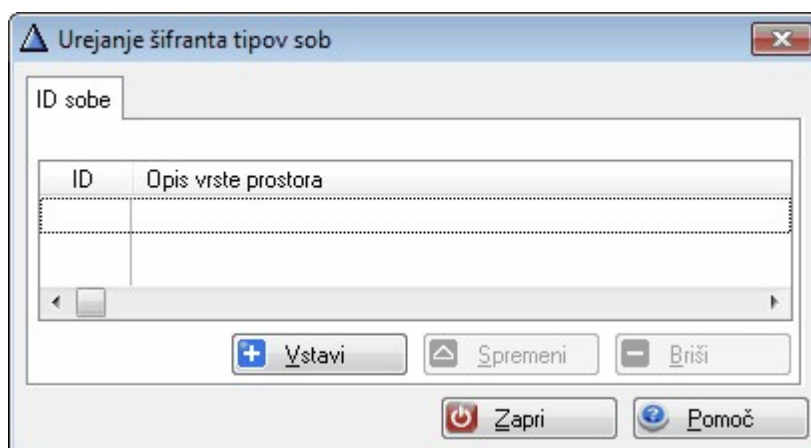 Urejanje šifranta tipov sob
ID sobe
ID Opis vrste prostora
Vstavi Spremeni Briši
Zapri Pomoč